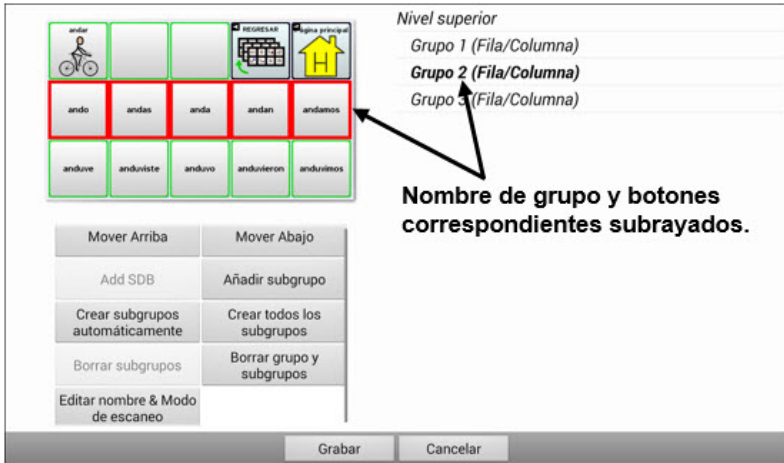 andar
REGRESAR
Página principal
H
ando andas anda andan andamos
anduve anduviste anduvo anduvieron anduvimos
Nivel superior
Grupo 1 (Fila/Columna)
Grupo 2 (Fila/Columna)
Grupo 3 (Fila/Columna)
Nombre de grupo y botones
correspondientes subrayados.
Mover Arriba Mover Abajo
Add SDB Añadir subgrupo
Crear subgrupos
automáticamente
Crear todos los
subgrupos
Borrar subgrupos
Borrar grupo y
subgrupos
Editar nombre & Modo
de escaneo
Grabar Cancelar